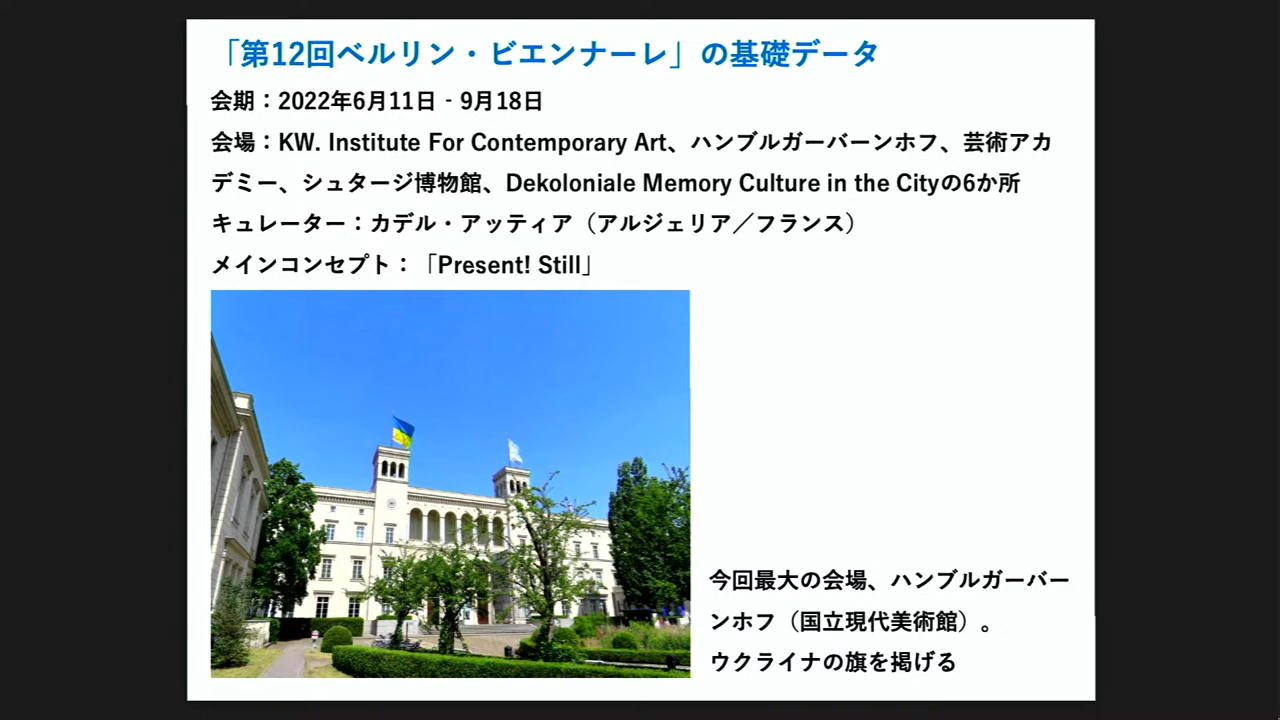 「第12回ベルリン・ビエンナーレ」の基礎データ
会期：2022年6月11日 - 9月18日
会場：KW. Institute For Contemporary Art、ハンブルガーバーンホフ、芸術アカ
デミー、シュタージ博物館、Dekoloniale Memory Culture in the Cityの6か所
キュレーター：カデル・アッティア（アルジェリア／フランス）
メインコンセプト：「Present! Still」
今回最大の会場、ハンブルガーバー
ンホフ（国立現代美術館）。
ウクライナの旗を掲げる